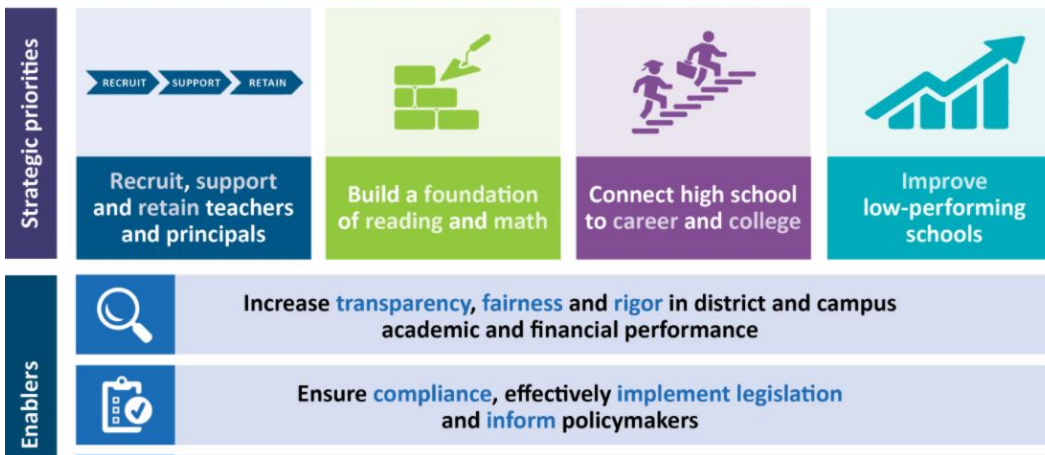 Strategic priorities
RECRUIT SUPPORT RETAIN
Recruit, support
and retain teachers
and principals
Build a foundation
of reading and math
Connect high school
to career and college
Improve
low-performing
schools
Enablers
Increase transparency, fairness and rigor in district and campus
academic and financial performance
Ensure compliance, effectively implement legislation
and inform policymakers